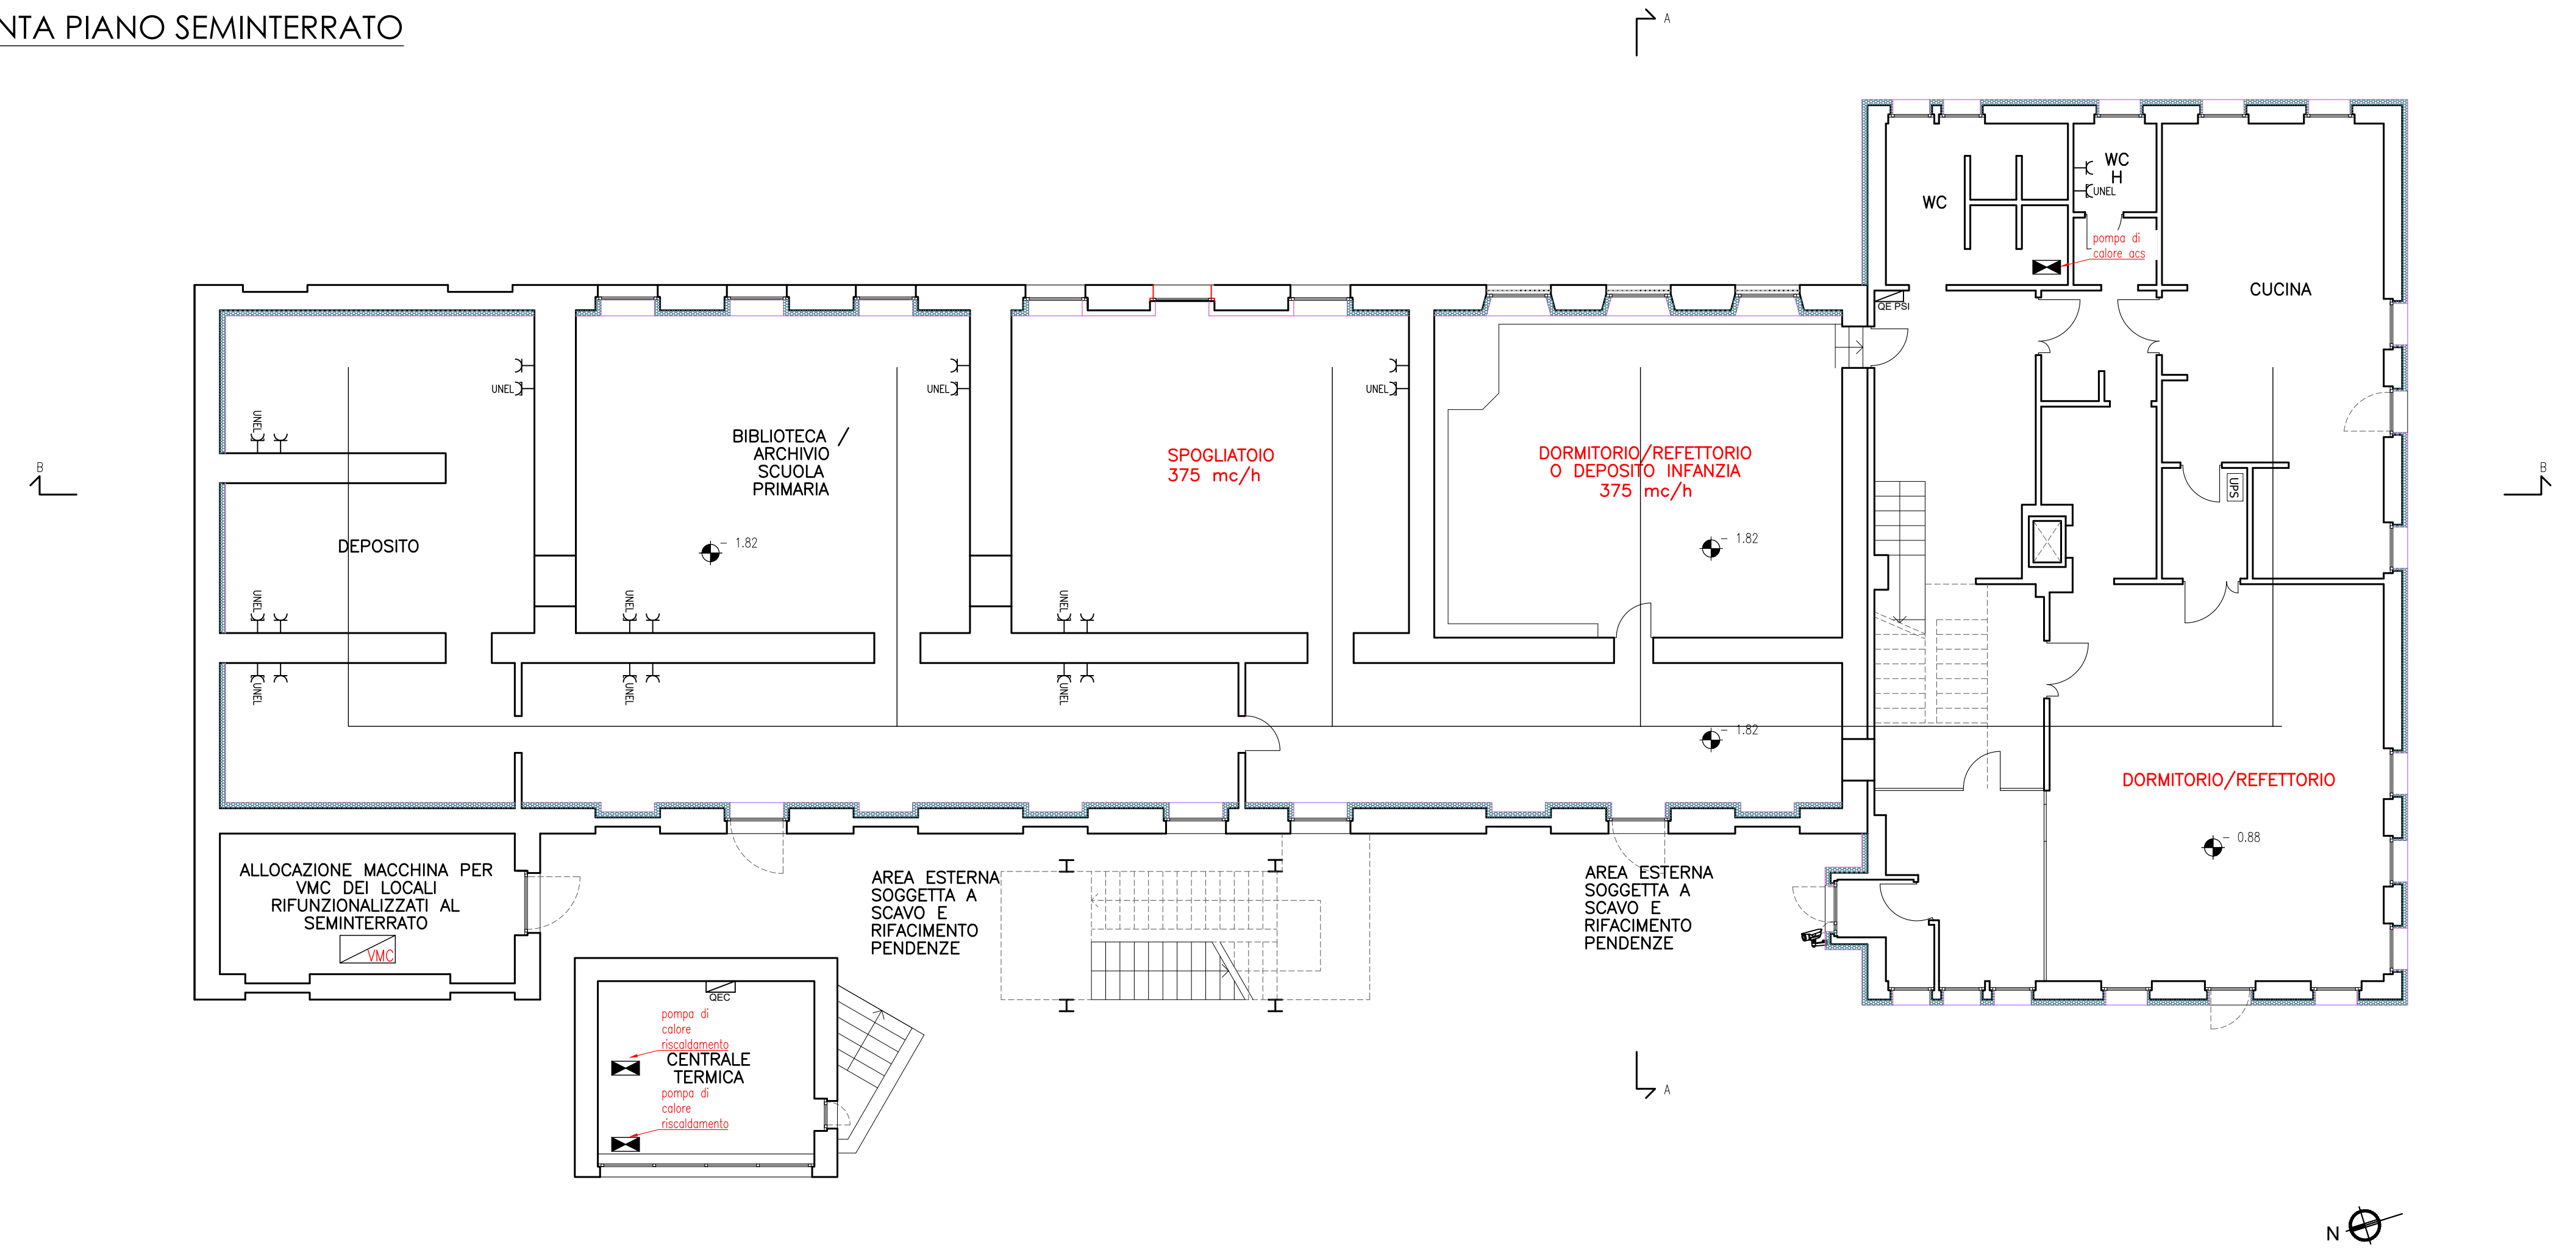 NTA PIANO SEMINTERRATO
A
WC
H
UNEL
WC
pompa di
calore acs
CUCINA
QE PSI
UNEL
UNEL
UNEL
UNEL
BIBLIOTECA /
ARCHIVIO
SCUOLA
PRIMARIA
SPOGLIATOIO
375 mc/h
DORMITORIO/REFETTORIO
O DEPOSITO INFANZIA
375 mc/h
B
B
UPS
DEPOSITO
- 1.82
- 1.82
UNEL
UNEL
UNEL
UNEL
UNEL
UNEL
- 1.82
DORMITORIO/REFETTORIO
- 0.88
ALLOCAZIONE MACCHINA PER
VMC DEI LOCALI
RIFUNZIONALIZZATI AL
SEMINTERRATO
VMC
AREA ESTERNA
SOGGETTA A
SCAVO E
RIFACIMENTO
PENDENZE
AREA ESTERNA
SOGGETTA A
SCAVO E
RIFACIMENTO
PENDENZE
QEC
pompa di
calore
riscaldamento
CENTRALE
TERMICA
pompa di
calore
riscaldamento
A
N